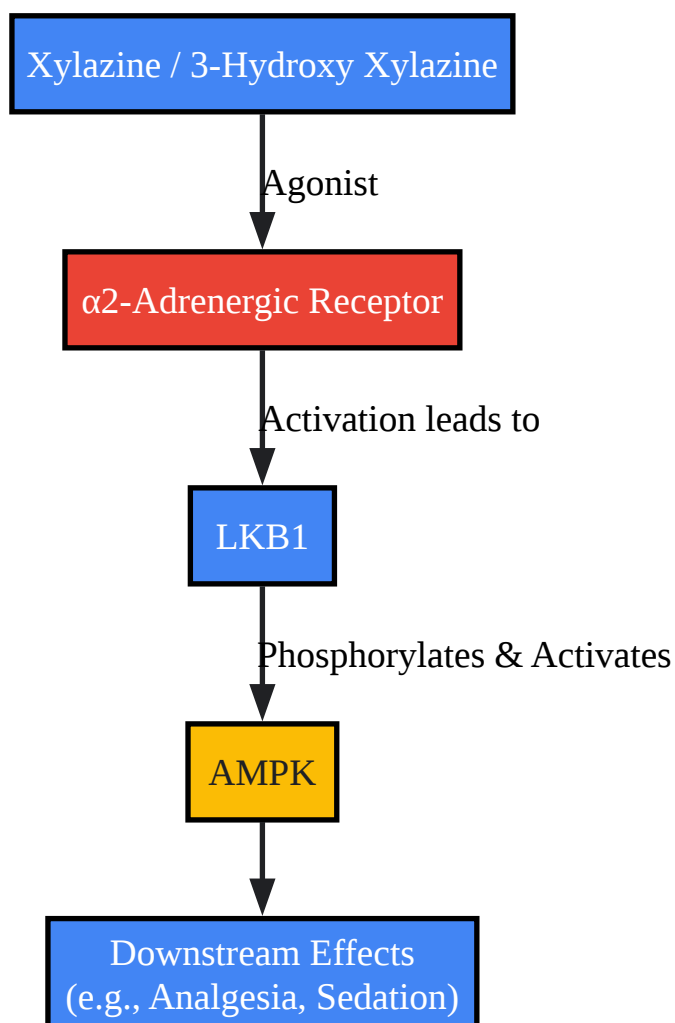 Xylazine / 3-Hydroxy Xylazine
Agonist
α2-Adrenergic Receptor
Activation leads to
LKB1
Phosphorylates & Activates
AMPK
Downstream Effects
(e.g., Analgesia, Sedation)